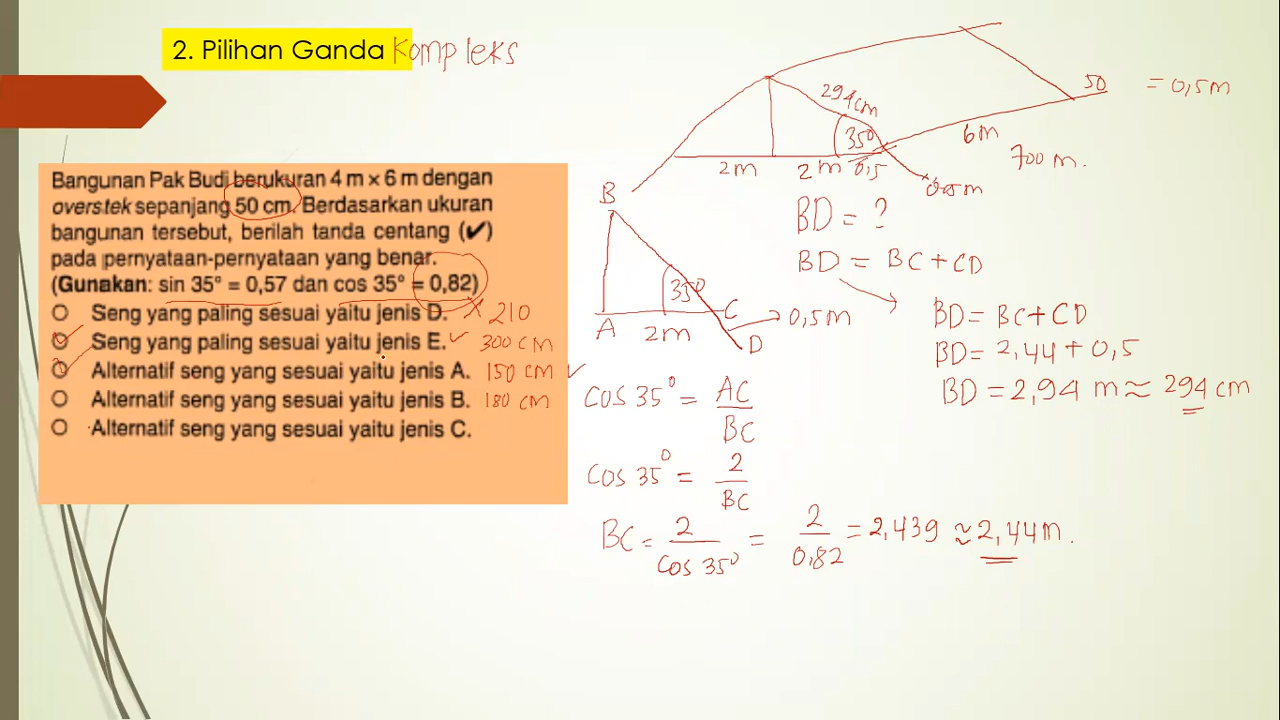 2. Pilihan Ganda Kompleks
Bangunan Pak Budi berukuran 4 m × 6 m dengan
overstek sepanjang 50 cm. Berdasarkan ukuran
bangunan tersebut, berilah tanda centang (✔)
pada pernyataan-pernyataan yang benar.
(Gunakan: sin 35° = 0,57 dan cos 35° = 0,82)
Seng yang paling sesuai yaitu jenis D. × 210
Seng yang paling sesuai yaitu jenis E. ✓ 300 cm
Alternatif seng yang sesuai yaitu jenis A. 150 cm ✓
Alternatif seng yang sesuai yaitu jenis B. 180 cm
Alternatif seng yang sesuai yaitu jenis C.
294 cm
50 = 0,5 m
35°
6m
700 m.
2m 2m 0,5
0,5m
B
35°
A 2m C
0,5m
D
BD = ?
BD = BC + CD
BD = BC + CD
BD = 2,44 + 0,5
BD = 2,94 m ≈ 294 cm
cos 35° = AC / BC
cos 35° = 2 / BC
BC = 2 / cos 35° = 2 / 0,82 = 2,439 ≈ 2,44 m.